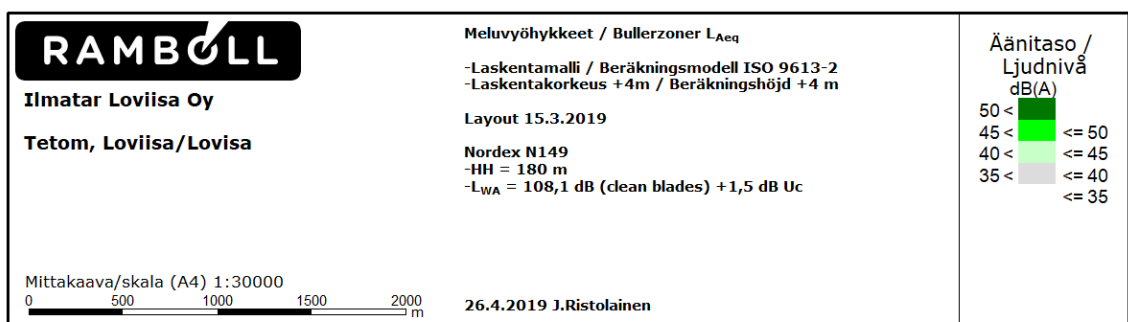 RAMBOLL
Ilmatar Loviisa Oy
Tetom, Loviisa/Lovisa
Mittakaava/skala (A4) 1:30000
0 500 1000 1500 2000
m
Meluvyöhykkeet / Bullerzoner LAeq
-Laskentamalli / Beräkningsmodell ISO 9613-2
-Laskentakorkeus +4m / Beräkningshöjd +4 m
Layout 15.3.2019
Nordex N149
-HH = 180 m
-LWA = 108,1 dB (clean blades) +1,5 dB Uc
26.4.2019 J.Ristolainen
Äänitaso /
Ljudnivå
dB(A)
50 <
45 < <= 50
40 < <= 45
35 < <= 40
<= 35